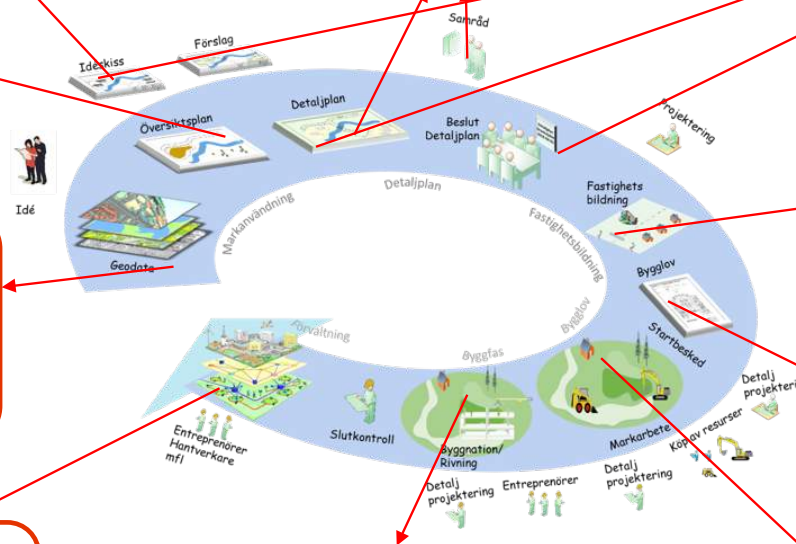 Samråd
Ideskiss
Förslag
Översiktsplan
Detaljplan
Beslut
Detaljplan
Projektering
Idé
Geodata
Markanvändning
Detaljplan
Fastighetsbildning
Fastighets
bildning
Bygglov
Bygglov
Startbesked
Förvaltning
Byggfas
Entreprenörer
Hantverkare
mfl
Slutkontroll
Byggnation/
Rivning
Markarbete
Detalj
projektering
Entreprenörer
Detalj
projektering
Köp av resurser
Detalj
projektering